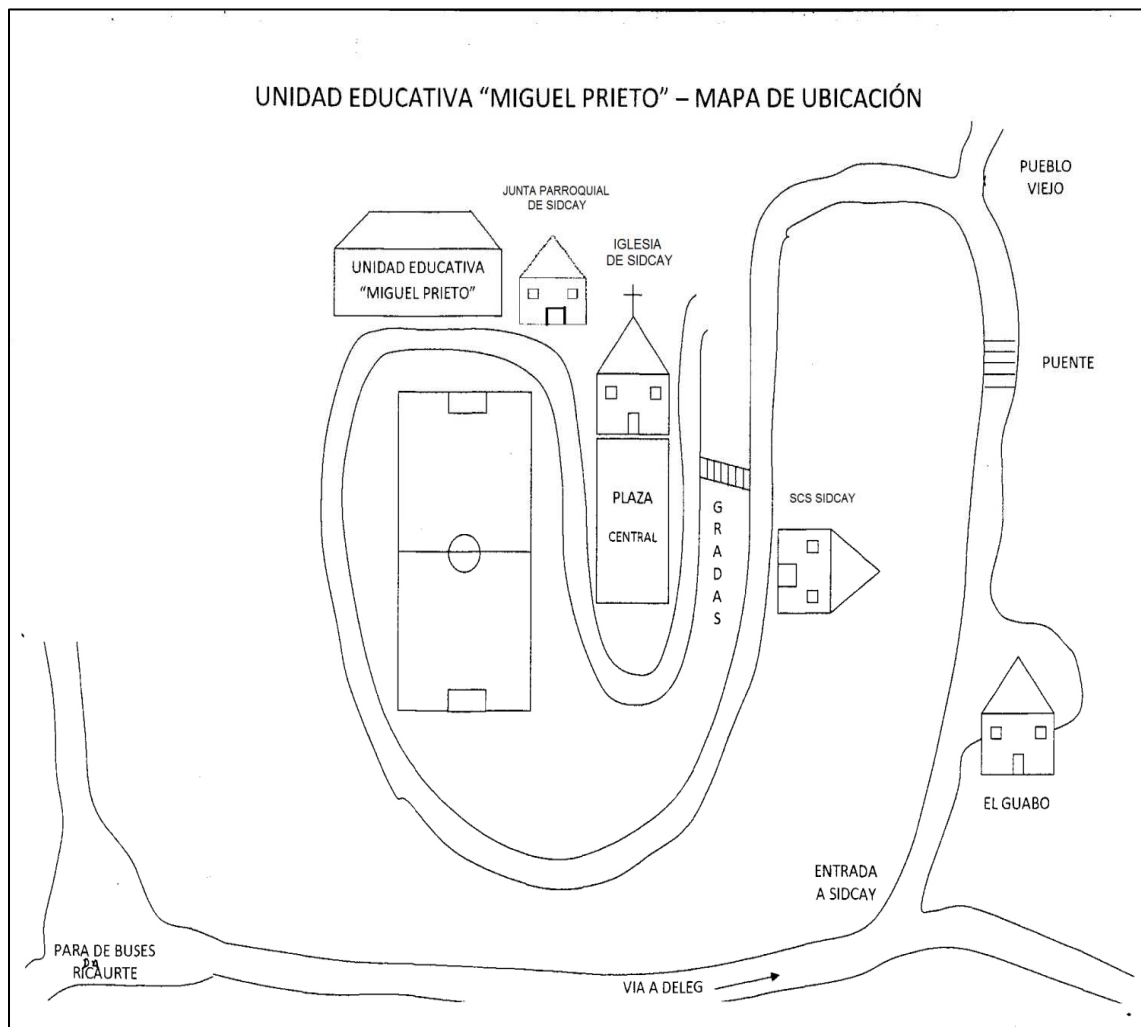 UNIDAD EDUCATIVA “MIGUEL PRIETO” – MAPA DE UBICACIÓN
PUEBLO
VIEJO
JUNTA PARROQUIAL
DE SIDCAY
IGLESIA
DE SIDCAY
UNIDAD EDUCATIVA
“MIGUEL PRIETO”
PUENTE
PLAZA
CENTRAL
GRADAS
SCS SIDCAY
EL GUABO
ENTRADA
A SIDCAY
PARA DE BUSES
RICAURTE
VIA A DELEG